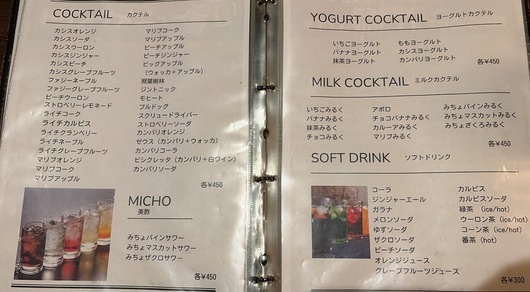 COCKTAIL カクテル
カシスオレンジ
カシスソーダ
カシスウーロン
カシスジンジャー
カシスピーチ
カシスグレープフルーツ
ファジーネーブル
ファジーグレープフルーツ
ピーチウーロン
ストロベリーレモネード
ライチコーク
ライチカルピス
ライチクランベリー
ライチネーブル
ライチグレープフルーツ
マリブオレンジ
マリブコーク
マリブアップル
マリブコーク
マリブアップル
ピーチアップル
ピーチジンジャー
ビッグアップル
(ウォッカ+アップル)
照葉樹林
ジントニック
モヒート
ブルドッグ
スクリュードライバー
ストロベリーソーダ
カンパリオレンジ
ゼウス(カンパリ+ウォッカ)
カンパリコーラ
ビシクレッタ(カンパリ+白ワイン)
カンパリソーダ
各¥450
MICHO
美酢
みちょパインサワー
みちょマスカットサワー
みちょザクロサワー
各¥450
YOGURT COCKTAIL ヨーグルトカクテル
いちごヨーグルト
バナナヨーグルト
抹茶ヨーグルト
ももヨーグルト
カシスヨーグルト
カンパリヨーグルト
各¥450
MILK COCKTAIL ミルクカクテル
いちごみるく
バナナみるく
抹茶みるく
チョコみるく
アポロ
チョコバナナみるく
カルーアみるく
マリブみるく
みちょパインみるく
みちょマスカットみるく
みちょざくろみるく
各¥450
SOFT DRINK ソフトドリンク
コーラ
ジンジャーエール
ガラナ
メロンソーダ
ゆずソーダ
ザクロソーダ
ピーチソーダ
オレンジジュース
グレープフルーツジュース
カルピス
カルピスソーダ
緑茶 (ice/hot)
ウーロン茶 (ice/hot)
コーン茶 (ice/hot)
番茶 (hot)
各¥300